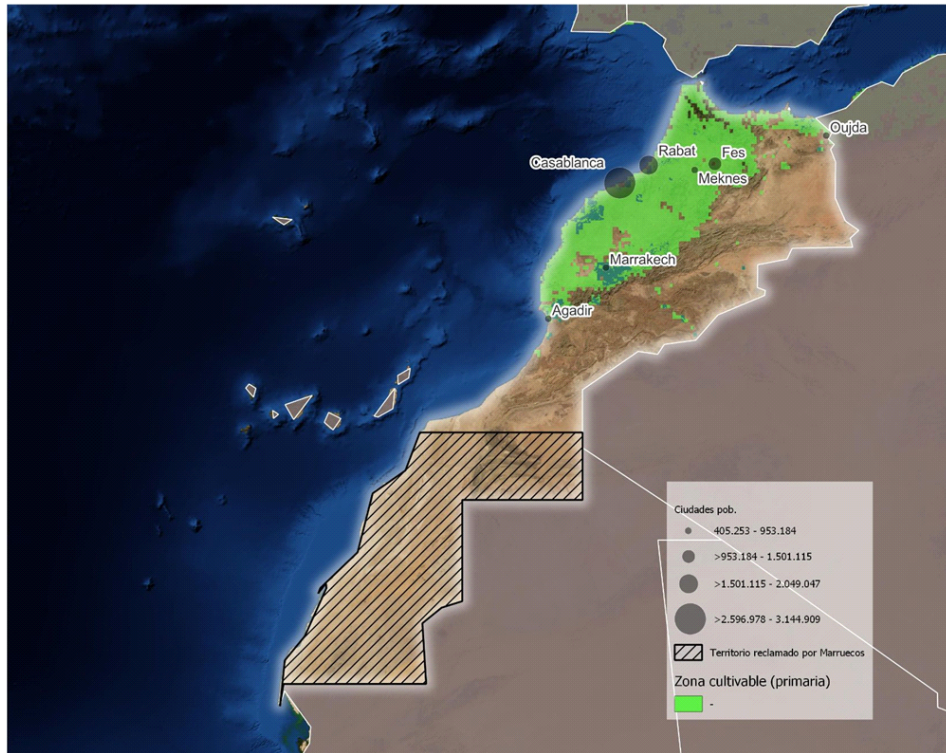 Oujda
Rabat
Fes
Casablanca
Meknes
Marrakech
Agadir
Ciudades pob.
405.253 - 953.184
>953.184 - 1.501.115
>1.501.115 - 2.049.047
>2.596.978 - 3.144.909
Territorio reclamado por Marruecos
Zona cultivable (primaria)
-